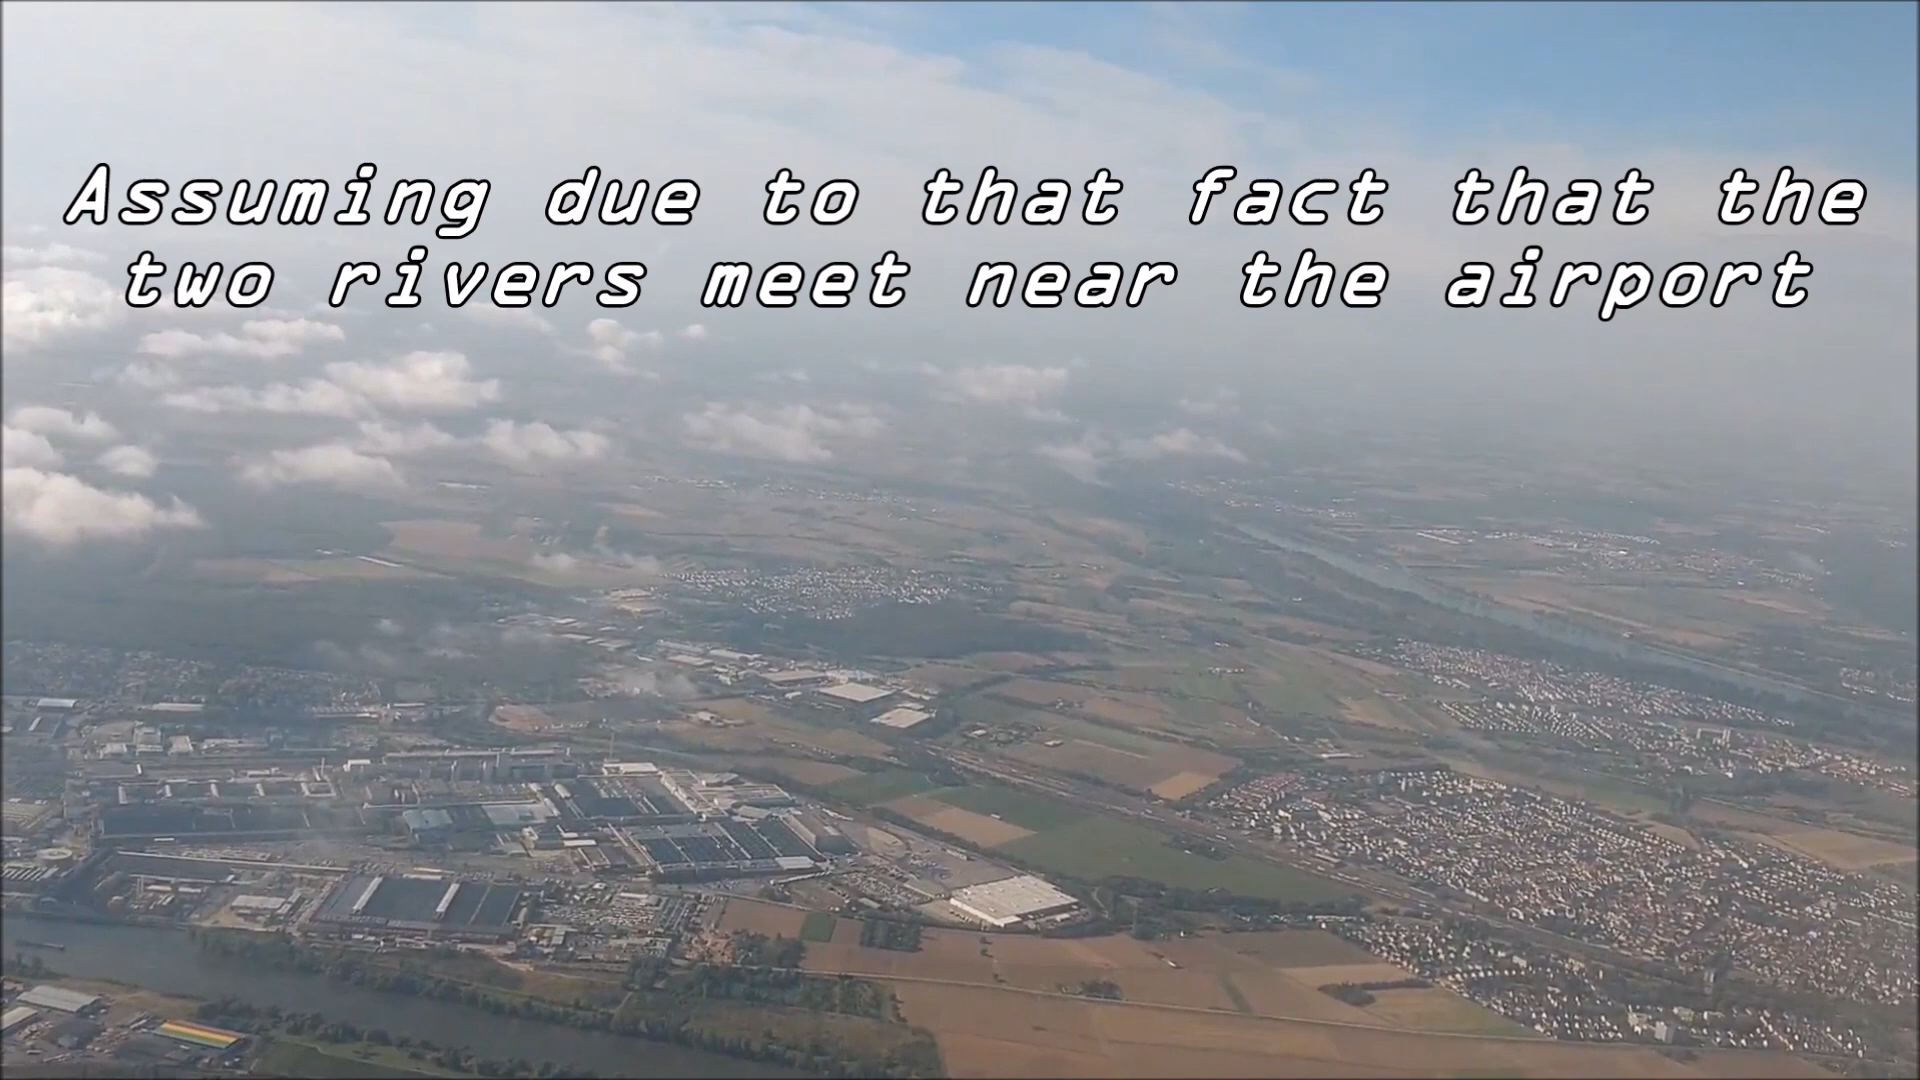 Assuming due to that fact that the
two rivers meet near the airport